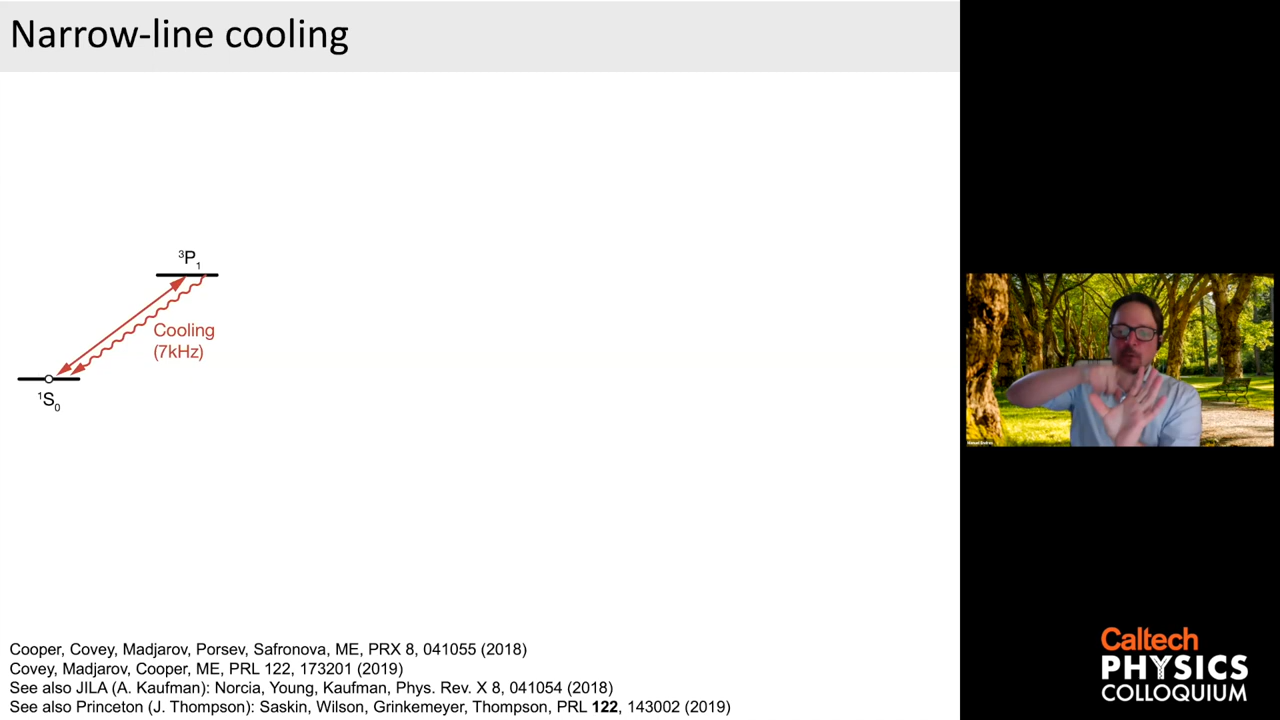 Narrow-line cooling
³P₁
Cooling
(7kHz)
¹S₀
Cooper, Covey, Madjarov, Porsev, Safronova, ME, PRX 8, 041055 (2018)
Covey, Madjarov, Cooper, ME, PRL 122, 173201 (2019)
See also JILA (A. Kaufman): Norcia, Young, Kaufman, Phys. Rev. X 8, 041054 (2018)
See also Princeton (J. Thompson): Saskin, Wilson, Grinkemeyer, Thompson, PRL 122, 143002 (2019)
Caltech
PHYSICS
COLLOQUIUM